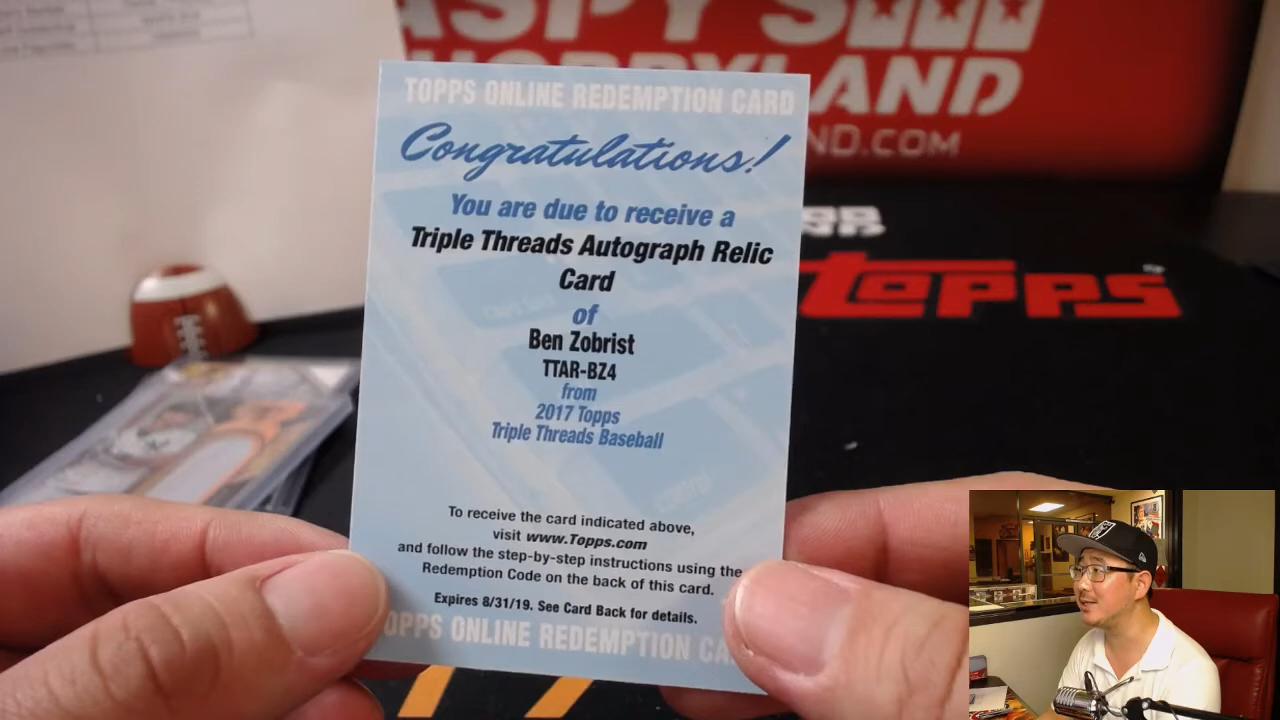 ASPY'S
HOBBYLAND
ND.COM
TOPPS ONLINE REDEMPTION CARD
Congratulations!
You are due to receive a
Triple Threads Autograph Relic
Card
of
Ben Zobrist
TTAR-BZ4
from
2017 Topps
Triple Threads Baseball
To receive the card indicated above,
visit www.Topps.com
and follow the step-by-step instructions using the
Redemption Code on the back of this card.
Expires 8/31/19. See Card Back for details.
OPPS ONLINE REDEMPTION CA
topps